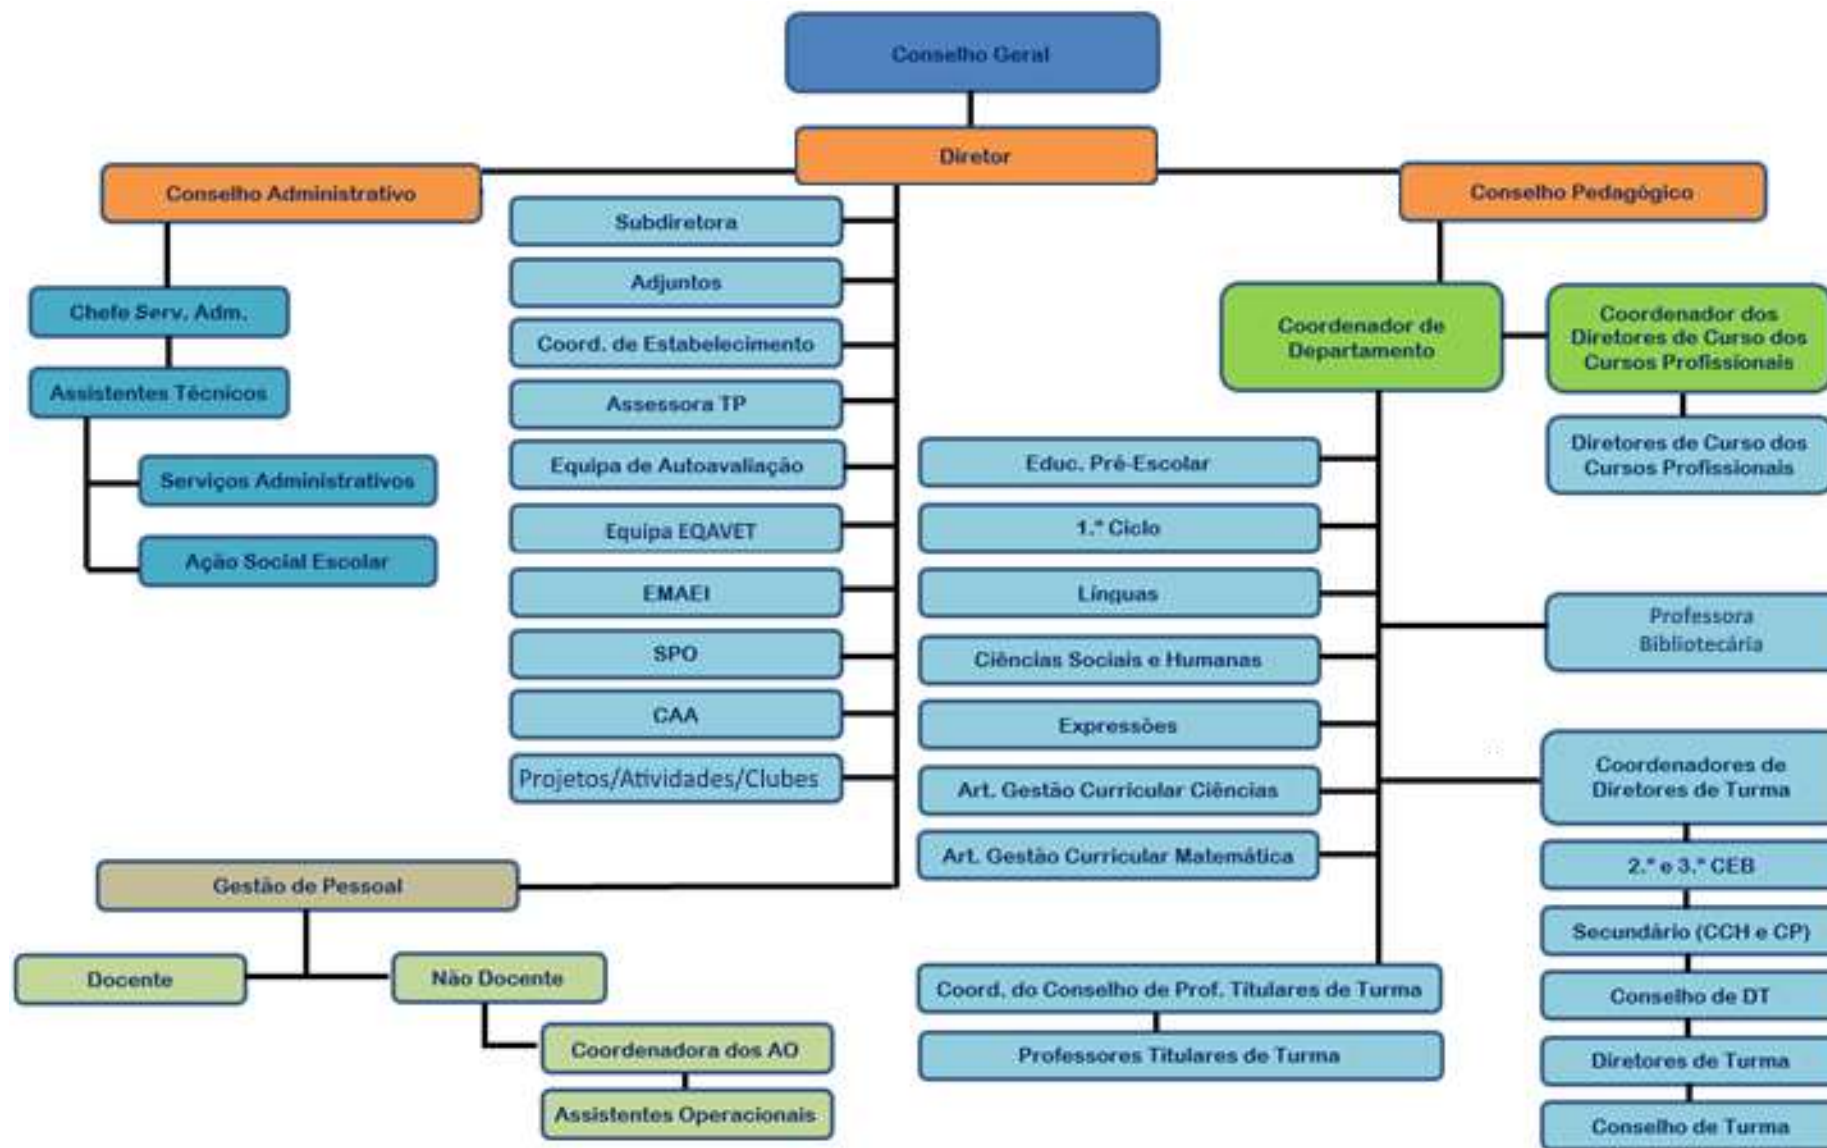 Conselho Geral
Diretor
Conselho Administrativo
Conselho Pedagógico
Chefe Serv. Adm.
Assistentes Técnicos
Serviços Administrativos
Ação Social Escolar
Subdiretora
Adjuntos
Coord. de Estabelecimento
Assessora TP
Equipa de Autoavaliação
Equipa EQAVET
EMAEI
SPO
CAA
Projetos/Atividades/Clubes
Gestão de Pessoal
Docente
Não Docente
Coordenadora dos AO
Assistentes Operacionais
Coordenador de
Departamento
Coordenador dos
Diretores de Curso dos
Cursos Profissionais
Diretores de Curso dos
Cursos Profissionais
Educ. Pré-Escolar
1.º Ciclo
Línguas
Ciências Sociais e Humanas
Expressões
Art. Gestão Curricular Ciências
Art. Gestão Curricular Matemática
Coord. do Conselho de Prof. Titulares de Turma
Professores Titulares de Turma
Professora
Bibliotecária
Coordenadores de
Diretores de Turma
2.º e 3.º CEB
Secundário (CCH e CP)
Conselho de DT
Diretores de Turma
Conselho de Turma